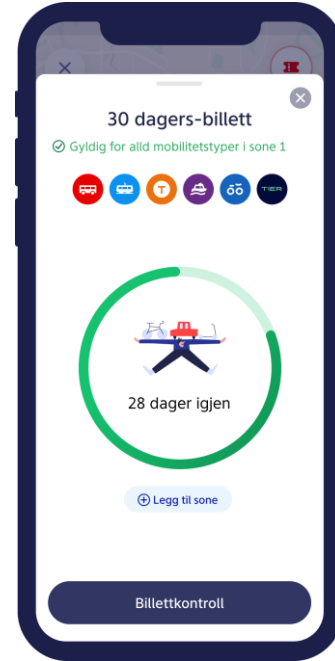 30 dagers-billett
Gyldig for alld mobilitetstyper i sone 1
T
TIER
28 dager igjen
Legg til sone
Billettkontroll